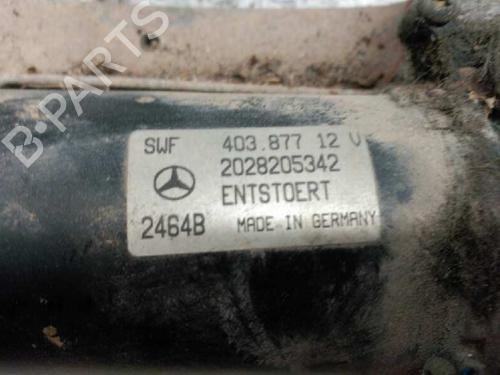 B-PARTS
SWF 403.877 12 V
2028205342
ENTSTOERT
2464B MADE IN GERMANY